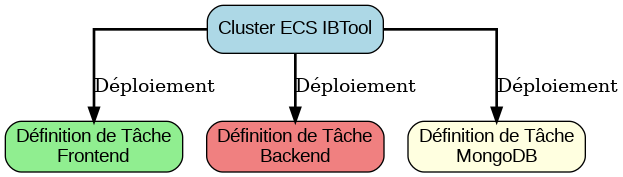 Cluster ECS IBTool
Déploiement
Déploiement
Déploiement
Définition de Tâche
Frontend
Définition de Tâche
Backend
Définition de Tâche
MongoDB